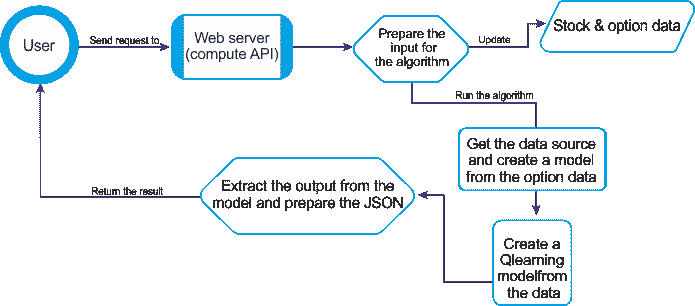 User
Send request to
Web server
(compute API)
Prepare the
input for
the algorithm
Update
Stock & option data
Run the algorithm
Get the data source
and create a model
from the option data
Create a
Qlearning
modelfrom
the data
Extract the output from the
model and prepare the JSON
Return the result